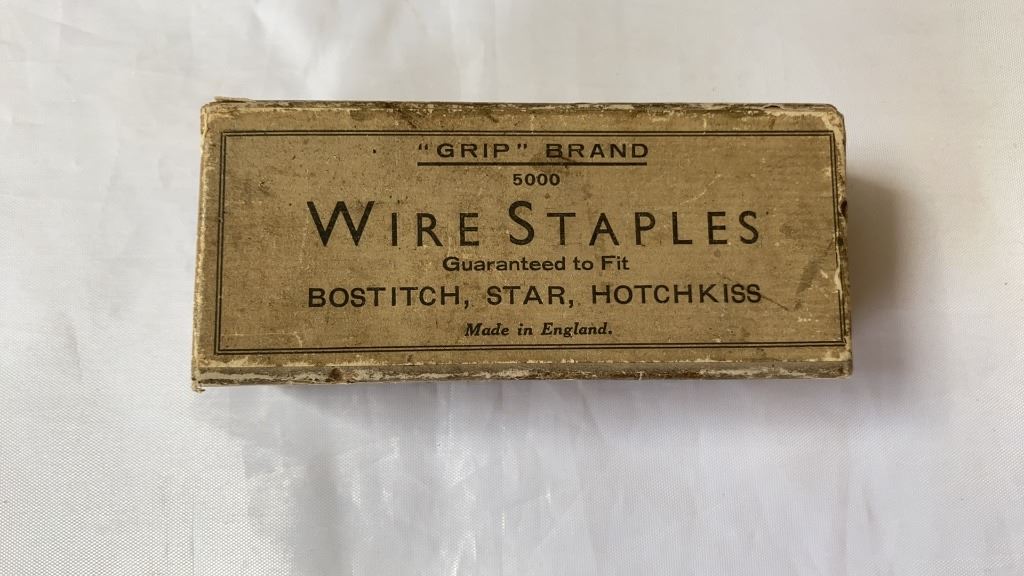 "GRIP" BRAND
5000
WIRE STAPLES
Guaranteed to Fit
BOSTITCH, STAR, HOTCHKISS
Made in England.